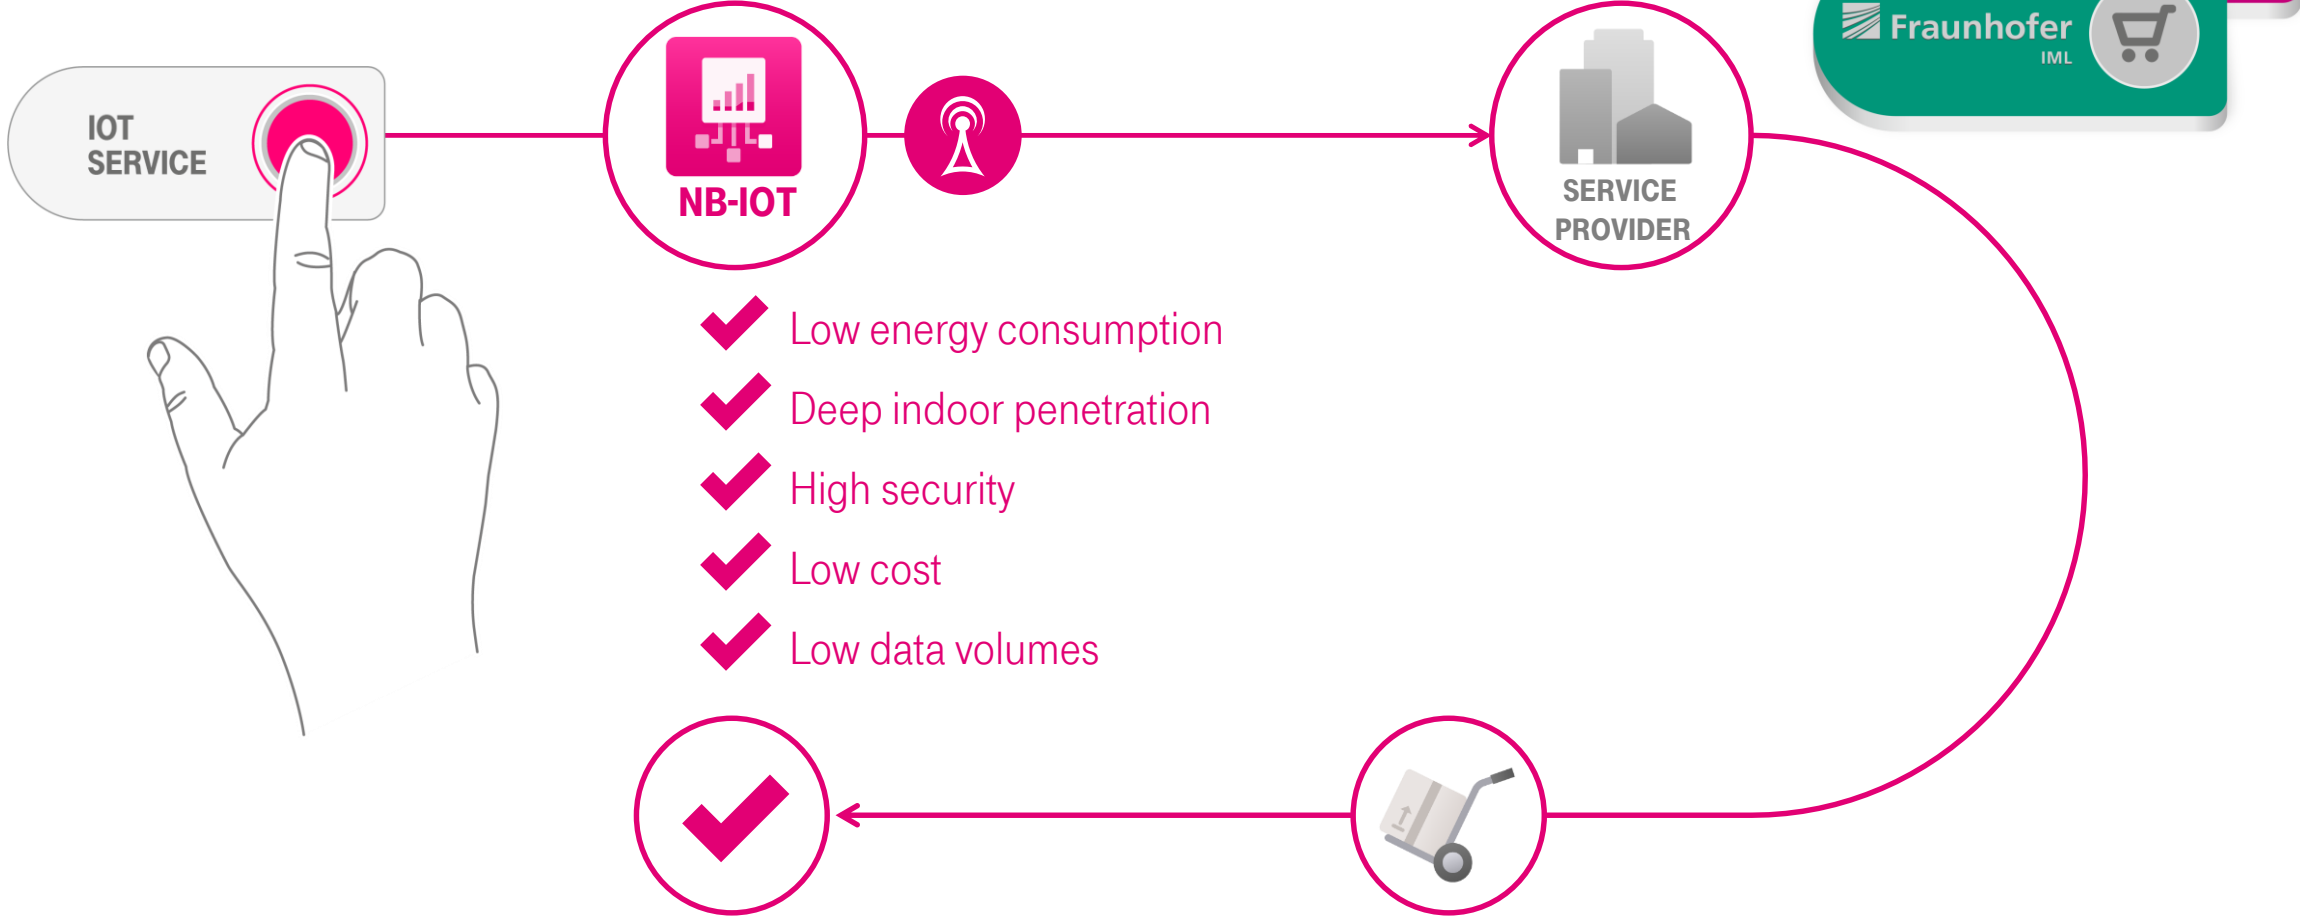 Fraunhofer
IML
IOT
SERVICE
NB-IOT
SERVICE
PROVIDER
Low energy consumption
Deep indoor penetration
High security
Low cost
Low data volumes